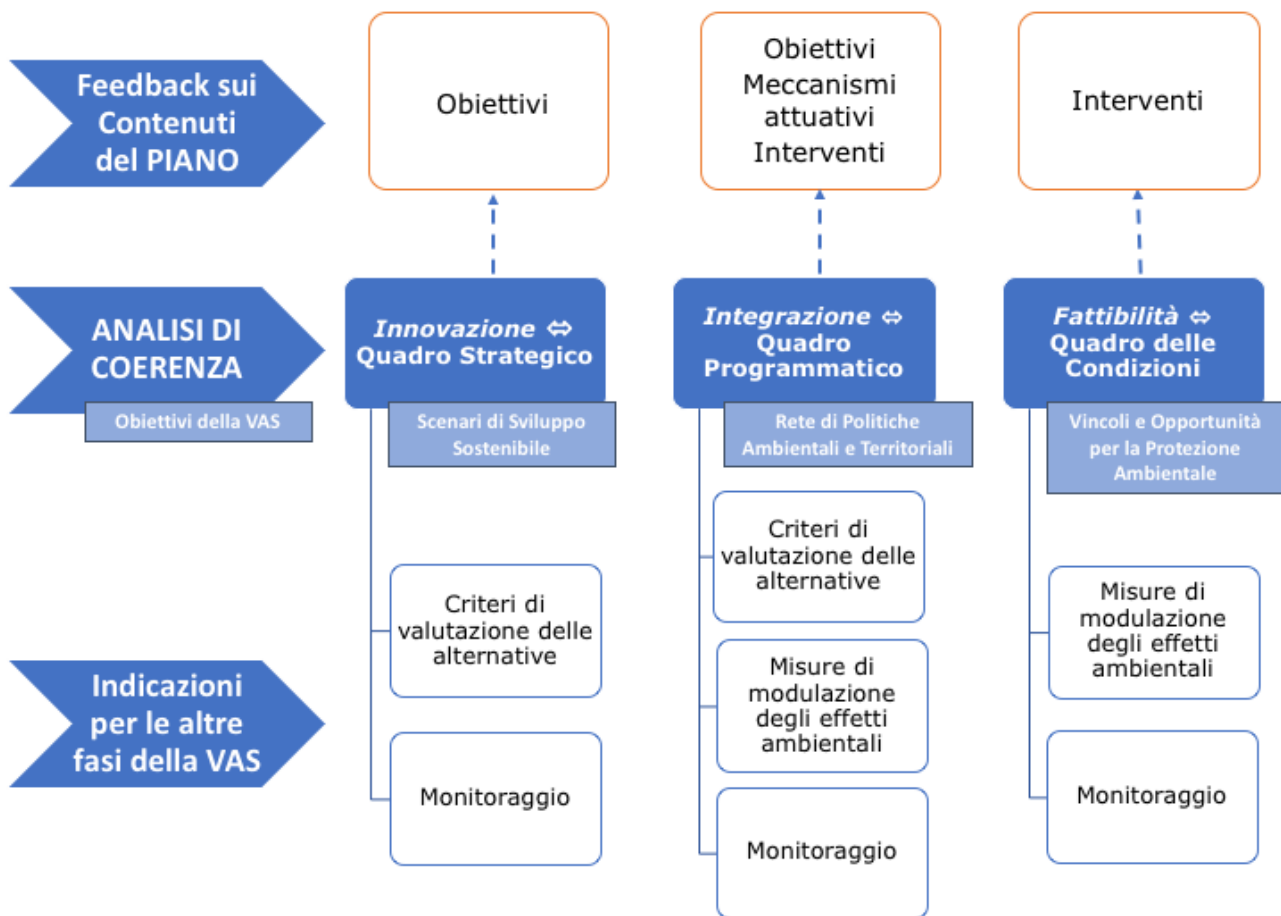 Feedback sui
Contenuti
del PIANO
Obiettivi
Obiettivi
Meccanismi
attuativi
Interventi
Interventi
ANALISI DI
COERENZA
Obiettivi della VAS
Innovazione ⇔
Quadro Strategico
Scenari di Sviluppo
Sostenibile
Integrazione ⇔
Quadro
Programmatico
Rete di Politiche
Ambientali e Territoriali
Fattibilità ⇔
Quadro delle
Condizioni
Vincoli e Opportunità
per la Protezione
Ambientale
Indicazioni
per le altre
fasi della VAS
Criteri di
valutazione delle
alternative
Monitoraggio
Criteri di
valutazione delle
alternative
Misure di
modulazione
degli effetti
ambientali
Monitoraggio
Misure di
modulazione
degli effetti
ambientali
Monitoraggio